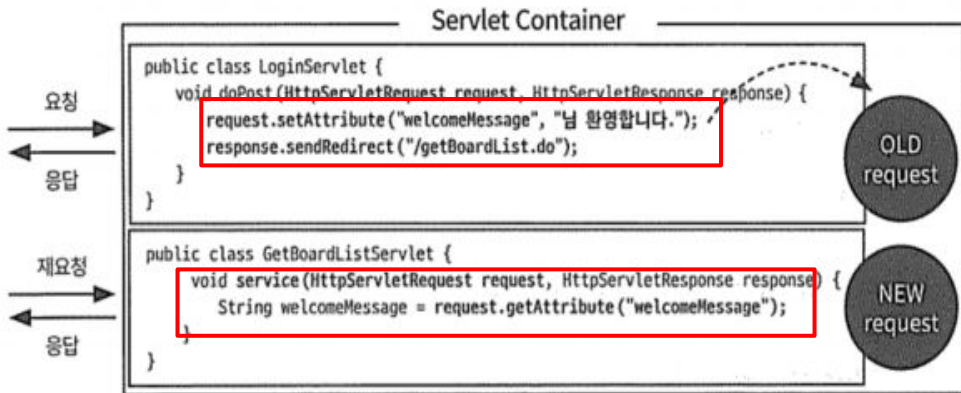 Servlet Container
public class LoginServlet {
void doPost(HttpServletRequest request, HttpServletResponse response) {
request.setAttribute("welcomeMessage", "님 환영합니다.");
response.sendRedirect("/getBoardList.do");
}
}
요청
응답
OLD
request
public class GetBoardListServlet {
void service(HttpServletRequest request, HttpServletResponse response) {
String welcomeMessage = request.getAttribute("welcomeMessage");
}
}
재요청
응답
NEW
request